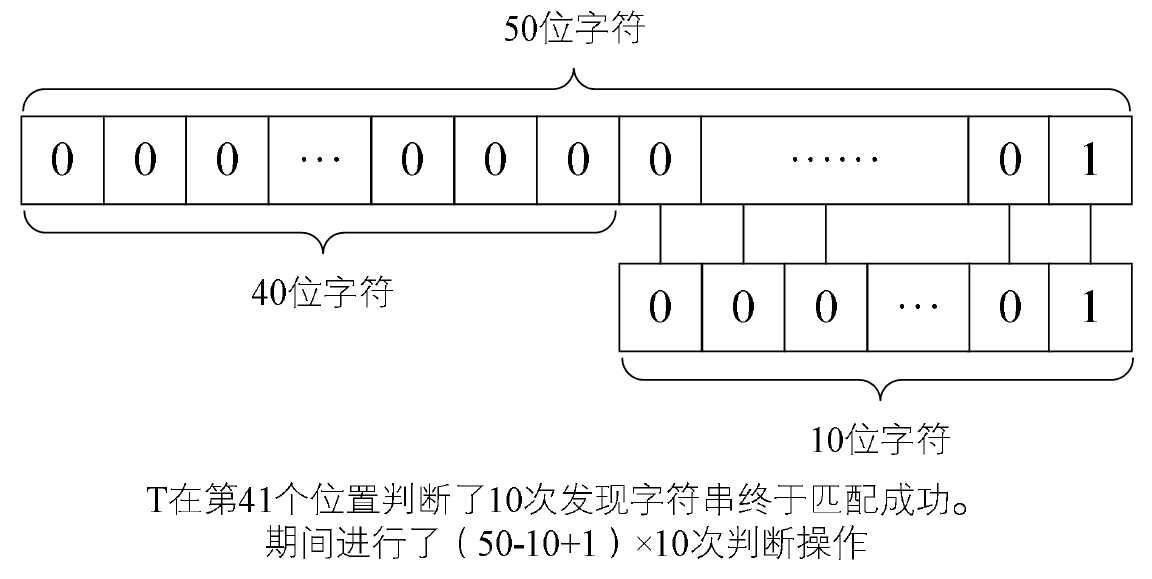 50位字符
0 0 0 … 0 0 0 0 …… 0 1
40位字符
0 0 0 … 0 1
10位字符
T在第41个位置判断了10次发现字符串终于匹配成功。
期间进行了（50-10+1）×10次判断操作